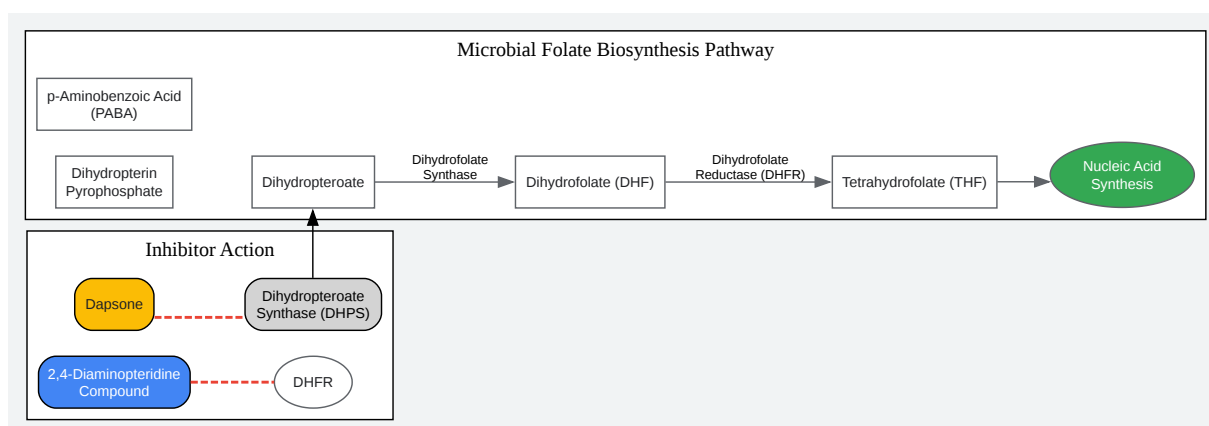 Microbial Folate Biosynthesis Pathway
p-Aminobenzoic Acid
(PABA)
Dihydropterin
Pyrophosphate
Dihydropteroate
Dihydrofolate
Synthase
Dihydrofolate (DHF)
Dihydrofolate
Reductase (DHFR)
Tetrahydrofolate (THF)
Nucleic Acid
Synthesis
Inhibitor Action
Dapsone
Dihydropteroate
Synthase (DHPS)
2,4-Diaminopteridine
Compound
DHFR